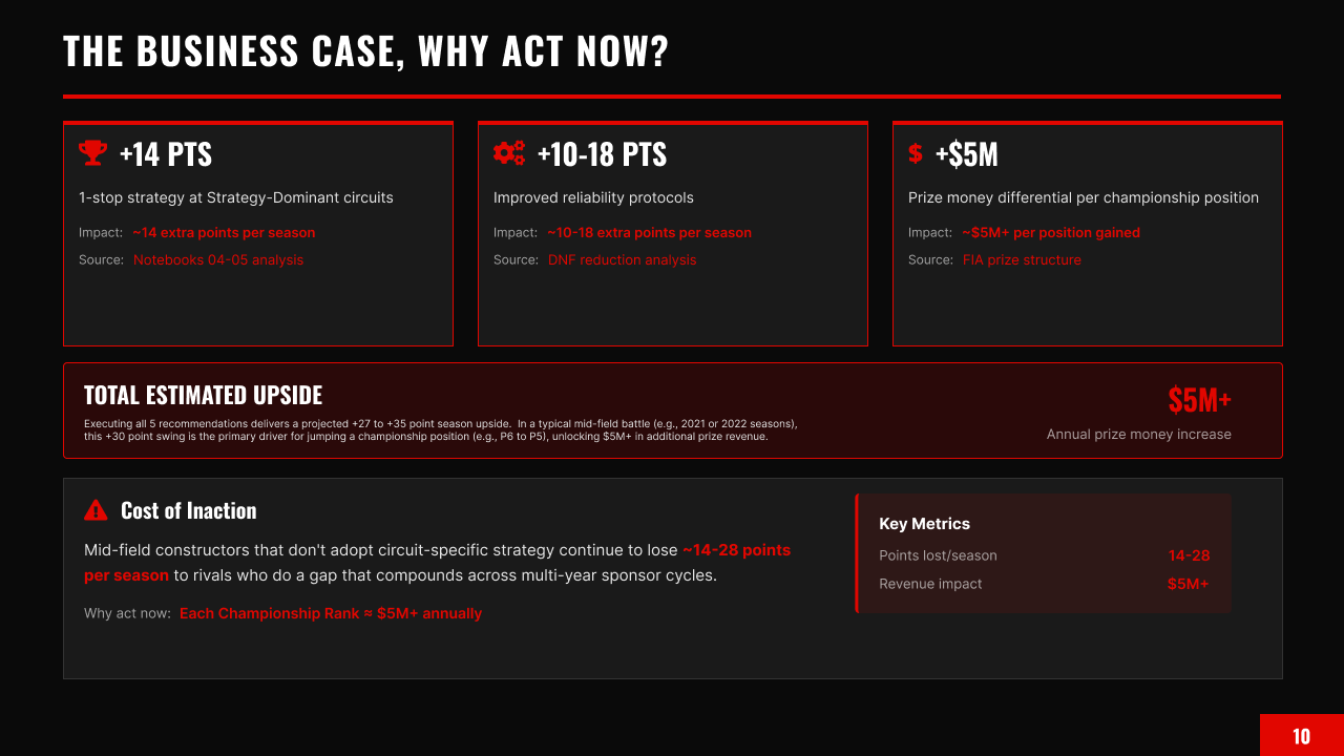 THE BUSINESS CASE, WHY ACT NOW?
+14 PTS
1-stop strategy at Strategy-Dominant circuits
Impact: ~14 extra points per season
Source: Notebooks 04-05 analysis
+10-18 PTS
Improved reliability protocols
Impact: ~10-18 extra points per season
Source: DNF reduction analysis
$ +$5M
Prize money differential per championship position
Impact: ~$5M+ per position gained
Source: FIA prize structure
TOTAL ESTIMATED UPSIDE
Executing all 5 recommendations delivers a projected +27 to +35 point season upside. In a typical mid-field battle (e.g., 2021 or 2022 seasons),
this +30 point swing is the primary driver for jumping a championship position (e.g., P6 to P5), unlocking $5M+ in additional prize revenue.
$5M+
Annual prize money increase
Cost of Inaction
Mid-field constructors that don't adopt circuit-specific strategy continue to lose ~14-28 points
per season to rivals who do a gap that compounds across multi-year sponsor cycles.
Why act now: Each Championship Rank ≈ $5M+ annually
Key Metrics
Points lost/season 14-28
Revenue impact $5M+
10